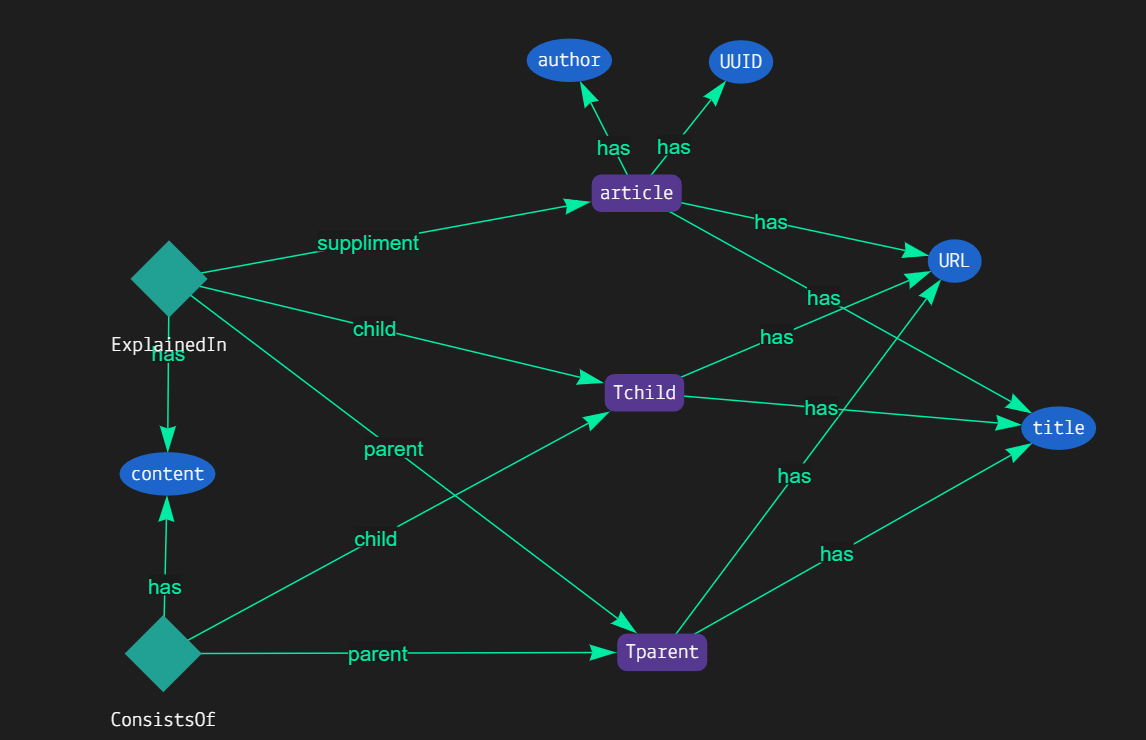 author
UUID
has
has
article
has
suppliment
URL
has
child
has
ExplainedIn
has
Tchild
has
title
parent
content
has
child
has
has
parent
Tparent
ConsistsOf